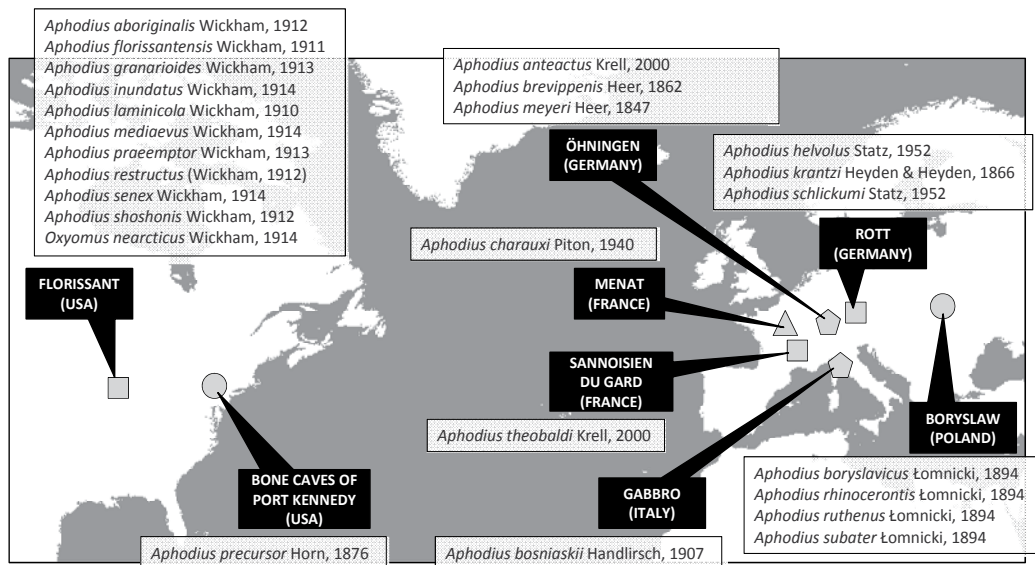 Aphodius aboriginalis Wickham, 1912
Aphodius florissantensis Wickham, 1911
Aphodius granarioides Wickham, 1913
Aphodius inundatus Wickham, 1914
Aphodius laminicola Wickham, 1910
Aphodius mediaevus Wickham, 1914
Aphodius praeemptor Wickham, 1913
Aphodius restructus (Wickham, 1912)
Aphodius senex Wickham, 1914
Aphodius shoshonis Wickham, 1912
Oxyomus nearcticus Wickham, 1914
Aphodius anteactus Krell, 2000
Aphodius brevippenis Heer, 1862
Aphodius meyeri Heer, 1847
ÖHNINGEN
(GERMANY)
Aphodius helvolus Statz, 1952
Aphodius krantzi Heyden & Heyden, 1866
Aphodius schlickumi Statz, 1952
ROTT
(GERMANY)
Aphodius charauxi Piton, 1940
FLORISSANT
(USA)
MENAT
(FRANCE)
SANNOISIEN
DU GARD
(FRANCE)
BORYSLAW
(POLAND)
Aphodius theobaldi Krell, 2000
BONE CAVES OF
PORT KENNEDY
(USA)
GABBRO
(ITALY)
Aphodius boryslavicus Łomnicki, 1894
Aphodius rhinocerontis Łomnicki, 1894
Aphodius ruthenus Łomnicki, 1894
Aphodius subater Łomnicki, 1894
Aphodius precursor Horn, 1876
Aphodius bosniaskii Handlirsch, 1907